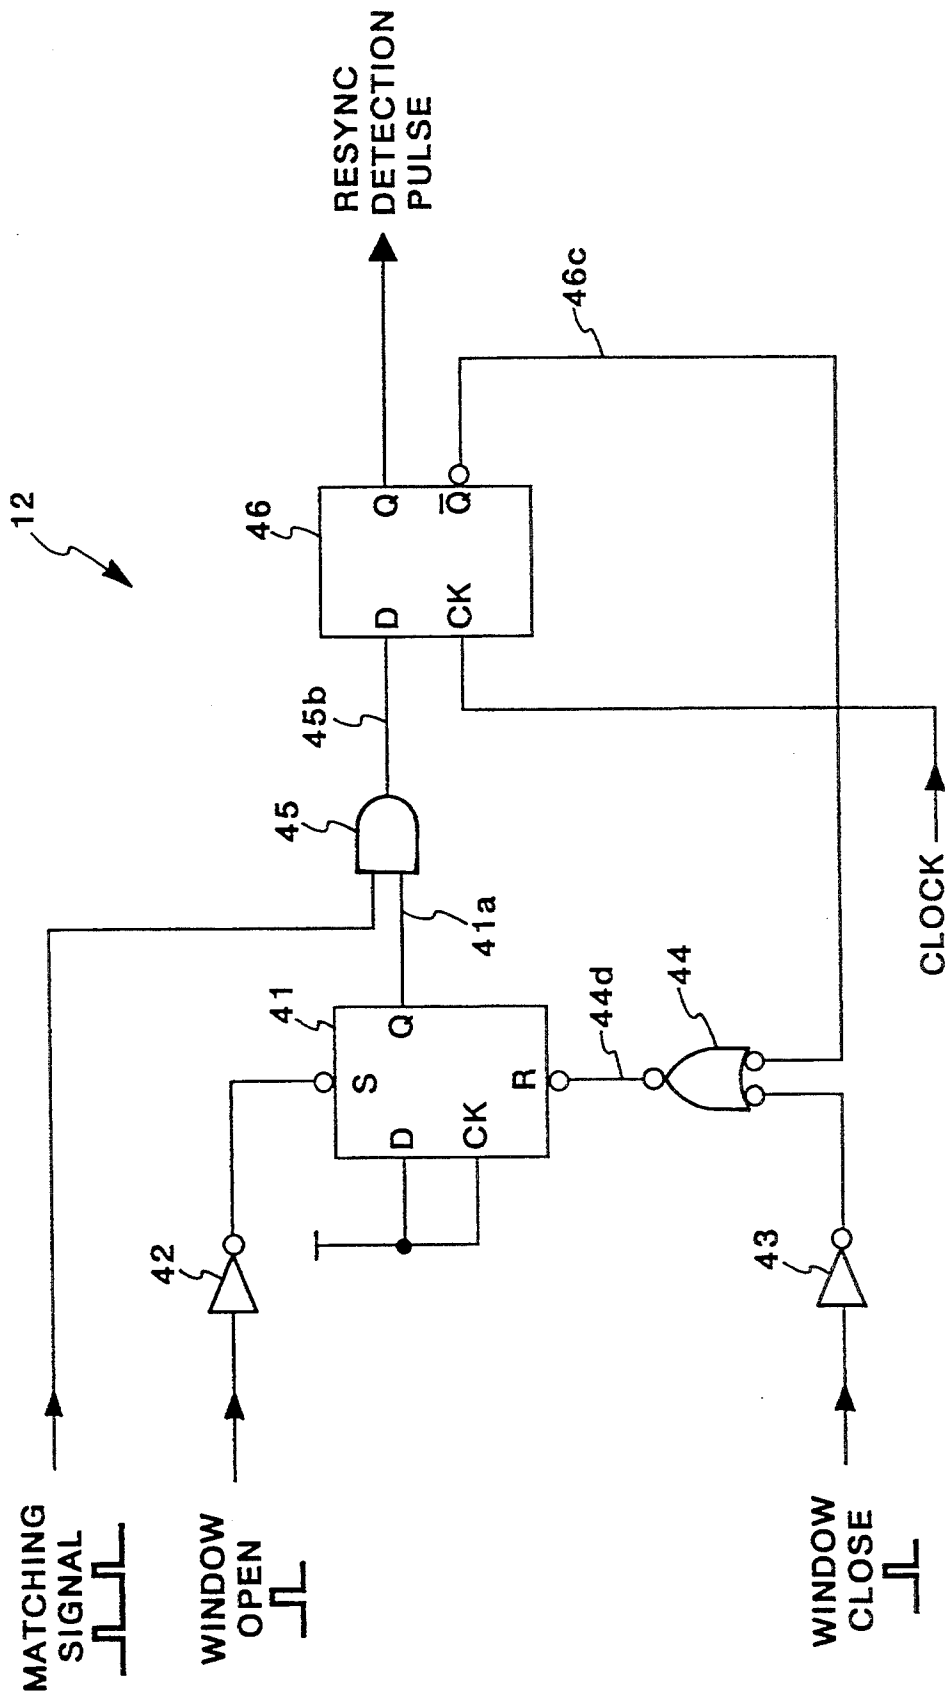 12
MATCHING
SIGNAL
WINDOW
OPEN
WINDOW
CLOSE
42
43
41
S
D
Q
CK
R
41a
44d
44
45
45b
46
D
Q
CK
Q̅
46c
CLOCK
RESYNC
DETECTION
PULSE